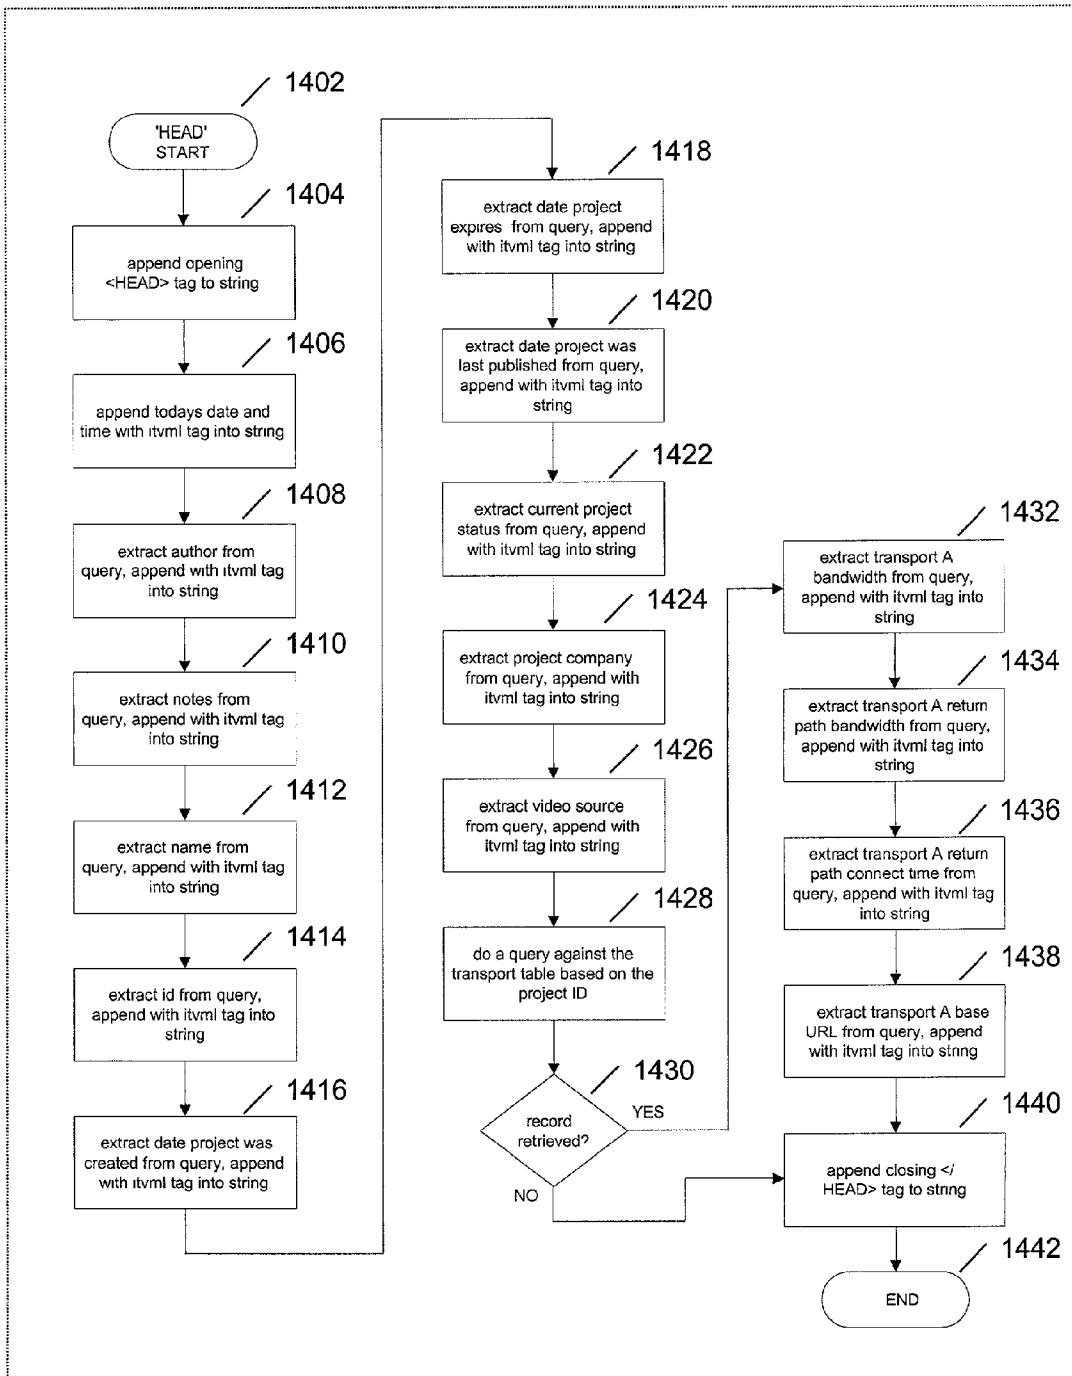 1402
'HEAD'
START
1404
append opening
<HEAD> tag to string
1406
append todays date and
time with itvml tag into string
1408
extract author from
query, append with itvml tag
into string
1410
extract notes from
query, append with itvml tag
into string
1412
extract name from
query, append with itvml tag
into string
1414
extract id from query,
append with itvml tag into
string
1416
extract date project was
created from query, append
with itvml tag into string
1418
extract date project
expires from query, append
with itvml tag into string
1420
extract date project was
last published from query,
append with itvml tag into
string
1422
extract current project
status from query, append
with itvml tag into string
1424
extract project company
from query, append with
itvml tag into string
1426
extract video source
from query, append with
itvml tag into string
1428
do a query against the
transport table based on the
project ID
1430
record
retrieved?
YES
NO
1432
extract transport A
bandwidth from query,
append with itvml tag into
string
1434
extract transport A return
path bandwidth from query,
append with itvml tag into
string
1436
extract transport A return
path connect time from
query, append with itvml tag
into string
1438
extract transport A base
URL from query, append
with itvml tag into string
1440
append closing </
HEAD> tag to string
1442
END